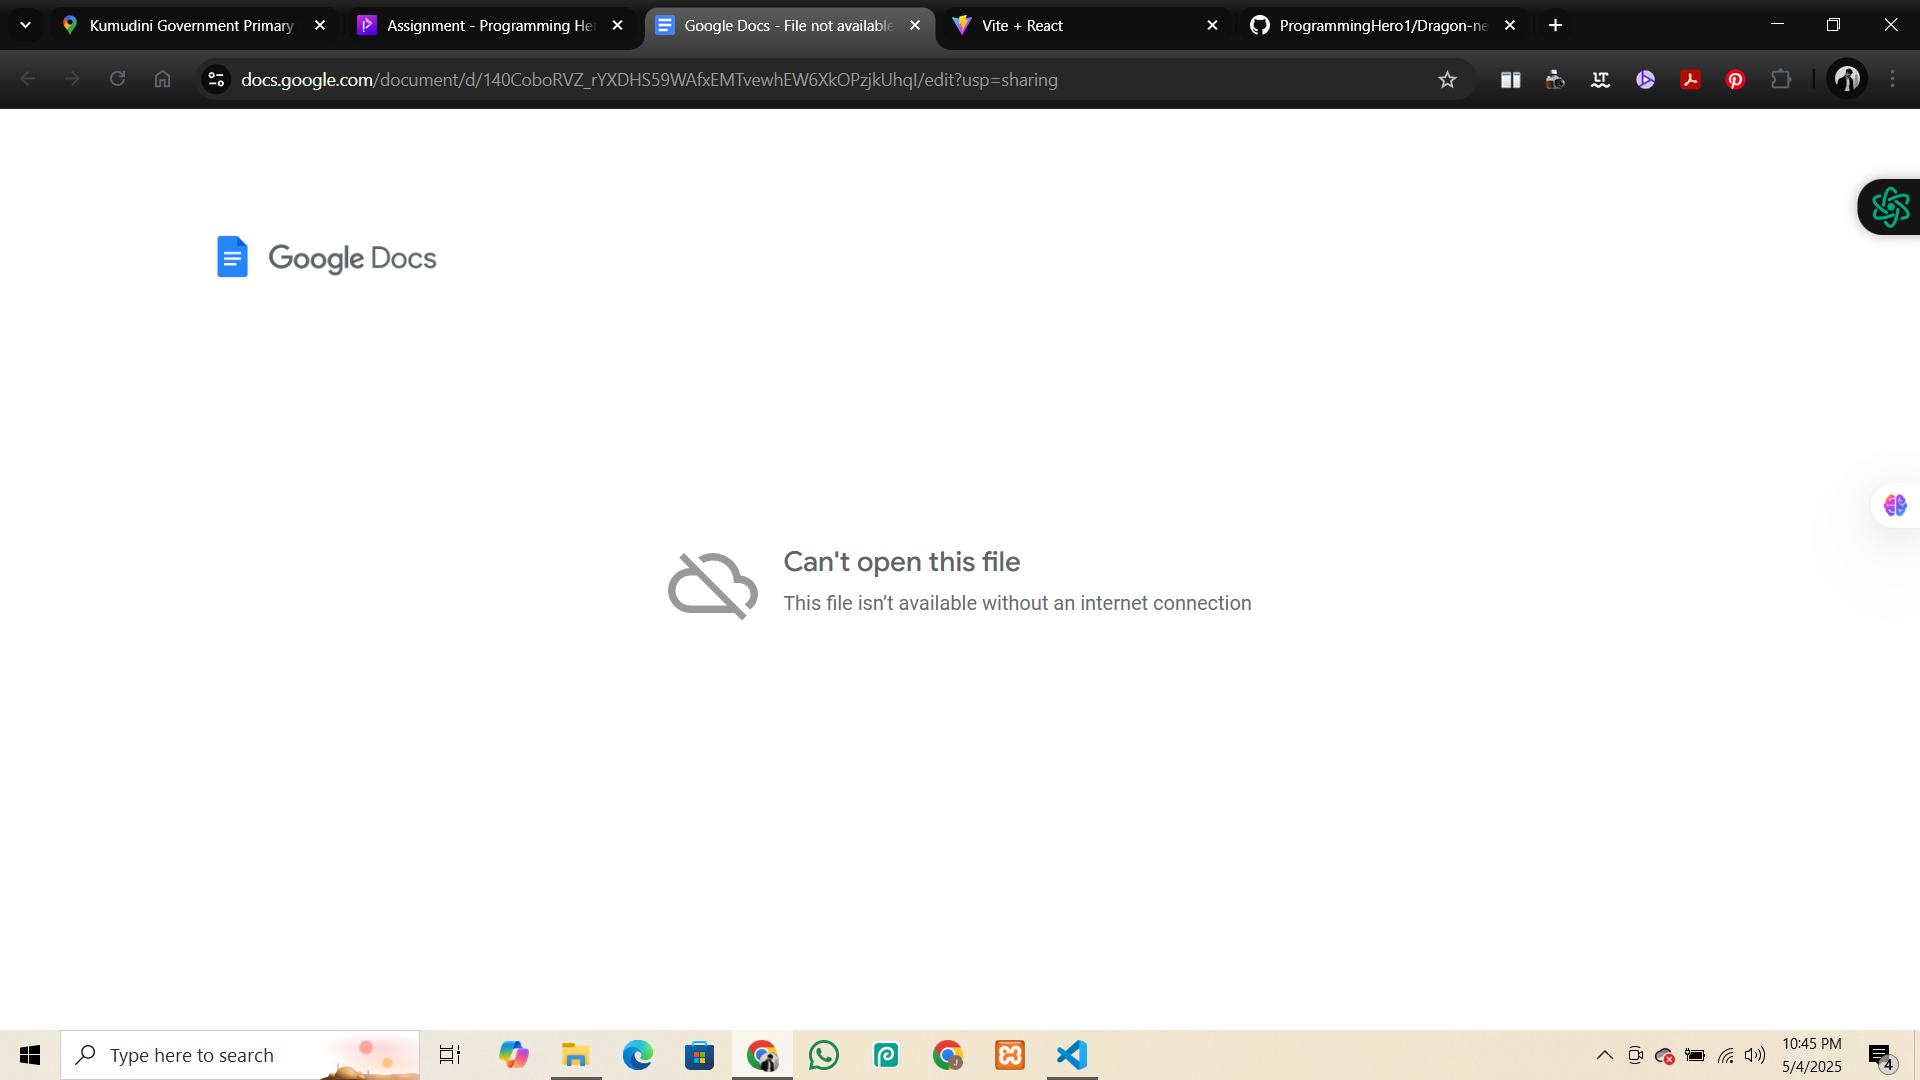 Kumudini Government Primary
Assignment - Programming He
Google Docs - File not available
Vite + React
ProgrammingHero1/Dragon-ne
docs.google.com/document/d/140CoboRVZ_rYXDHS59WAfxEMTvewhEW6XkOPzjkUhqI/edit?usp=sharing
Google Docs
Can't open this file
This file isn’t available without an internet connection
Type here to search
10:45 PM
5/4/2025
4